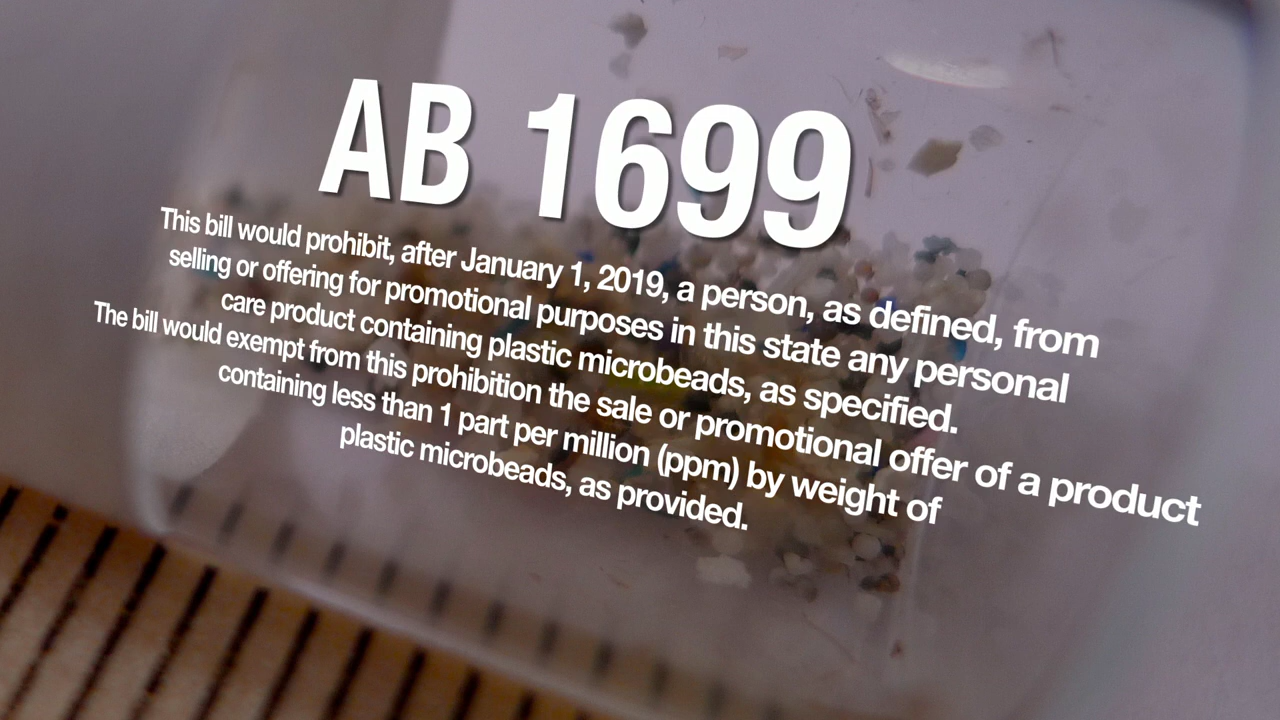 AB 1699
This bill would prohibit, after January 1, 2019, a person, as defined, from
selling or offering for promotional purposes in this state any personal
care product containing plastic microbeads, as specified.
The bill would exempt from this prohibition the sale or promotional offer of a product
containing less than 1 part per million (ppm) by weight of
plastic microbeads, as provided.